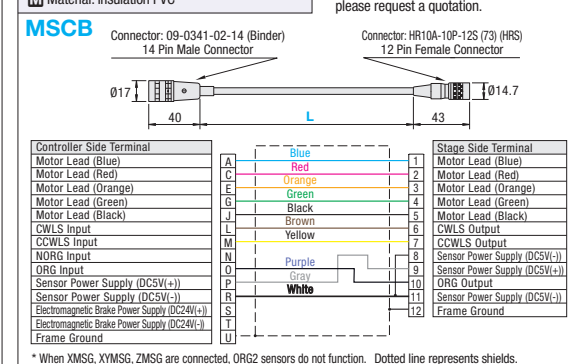 M Material: Insulation PVC
please request a quotation.
MSCB
Connector: 09-0341-02-14 (Binder)
14 Pin Male Connector
Connector: HR10A-10P-12S (73) (HRS)
12 Pin Female Connector
Ø17
Ø14.7
40
L
43
Controller Side Terminal
Motor Lead (Blue)
Motor Lead (Red)
Motor Lead (Orange)
Motor Lead (Green)
Motor Lead (Black)
CWLS Input
CCWLS Input
NORG Input
ORG Input
Sensor Power Supply (DC5V(+))
Sensor Power Supply (DC5V(-))
Electromagnetic Brake Power Supply (DC24V(+))
Electromagnetic Brake Power Supply (DC24V(-))
Frame Ground
A
C
E
G
J
L
M
N
O
P
R
S
T
U
Blue
Red
Orange
Green
Black
Brown
Yellow
Purple
Gray
White
1
2
3
4
5
6
7
8
9
10
11
12
Stage Side Terminal
Motor Lead (Blue)
Motor Lead (Red)
Motor Lead (Orange)
Motor Lead (Green)
Motor Lead (Black)
CWLS Output
CCWLS Output
Sensor Power Supply (DC5V(-))
Sensor Power Supply (DC5V(+))
ORG Output
Sensor Power Supply (DC5V(-))
Frame Ground
* When XMSG, XYMSG, ZMSG are connected, ORG2 sensors do not function. Dotted line represents shields.